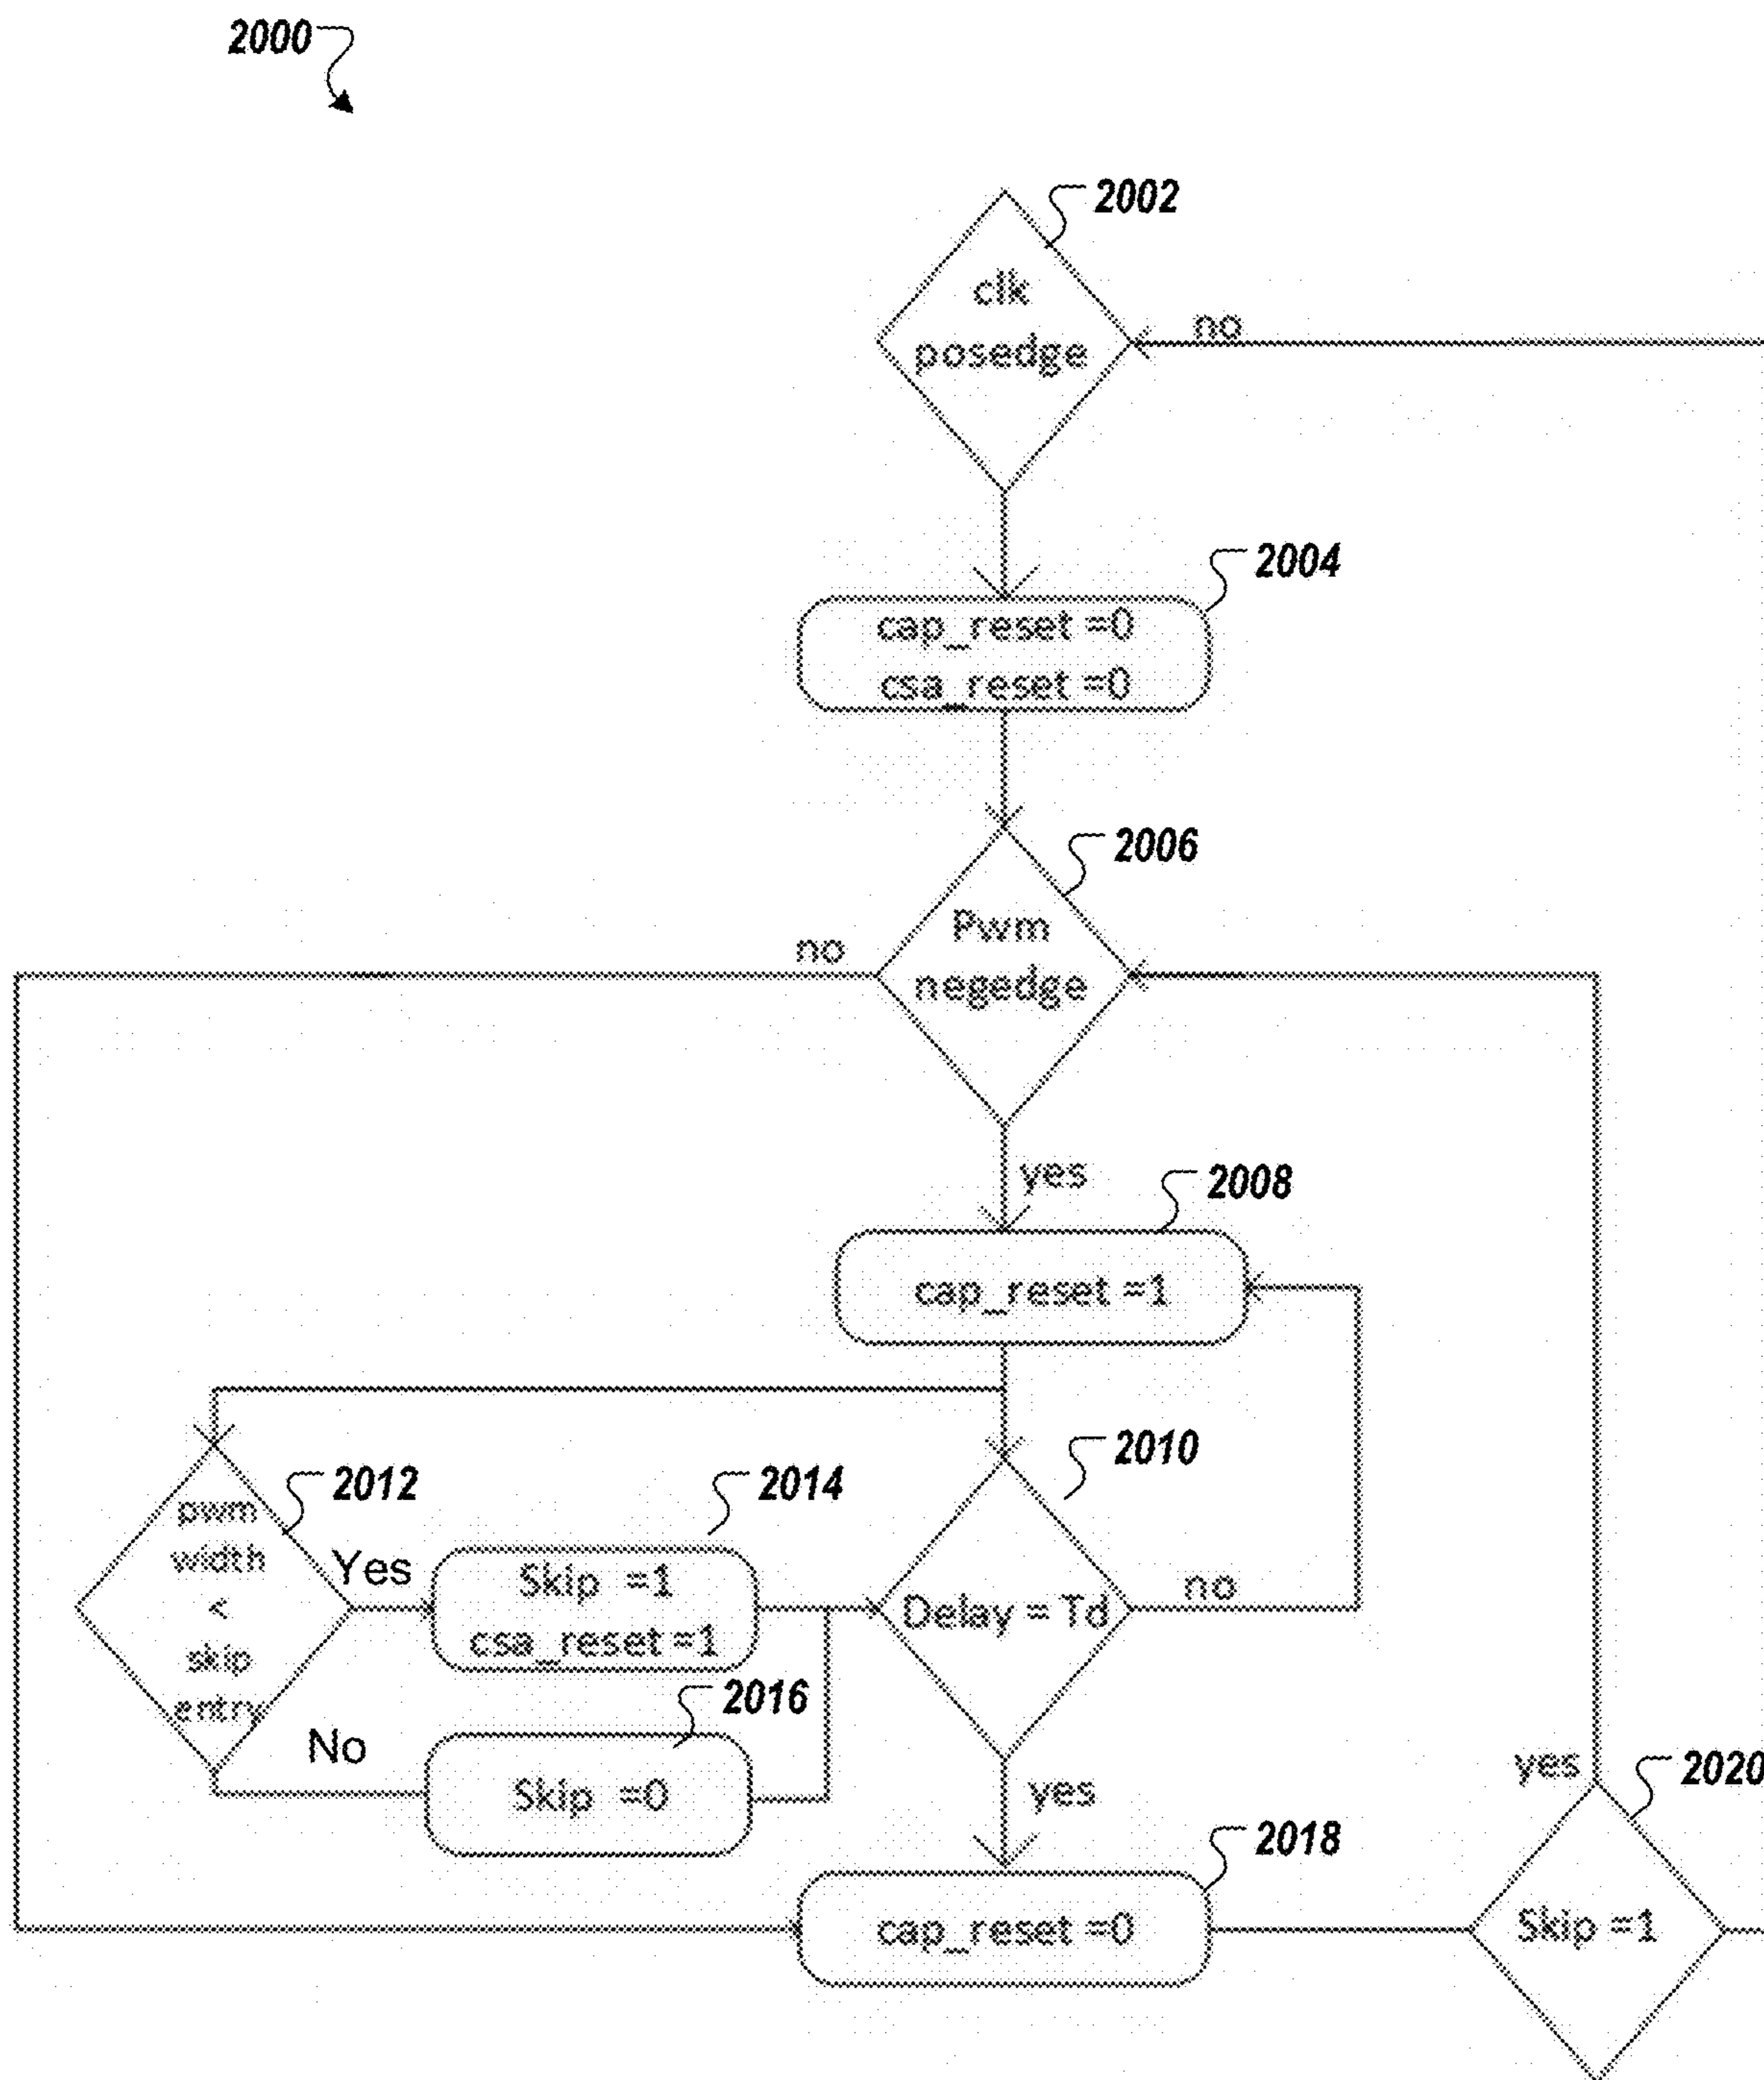 2000
2002
clk
posedge
no
2004
cap_reset =0
csa_reset =0
2006
Pwm
negedge
no
yes
2008
cap_reset =1
2010
2012
2014
pwm
width
<
skip
entry
Yes
Skip =1
csa_reset =1
Delay = Td
no
2016
No
Skip =0
yes
yes
2020
2018
cap_reset =0
Skip =1